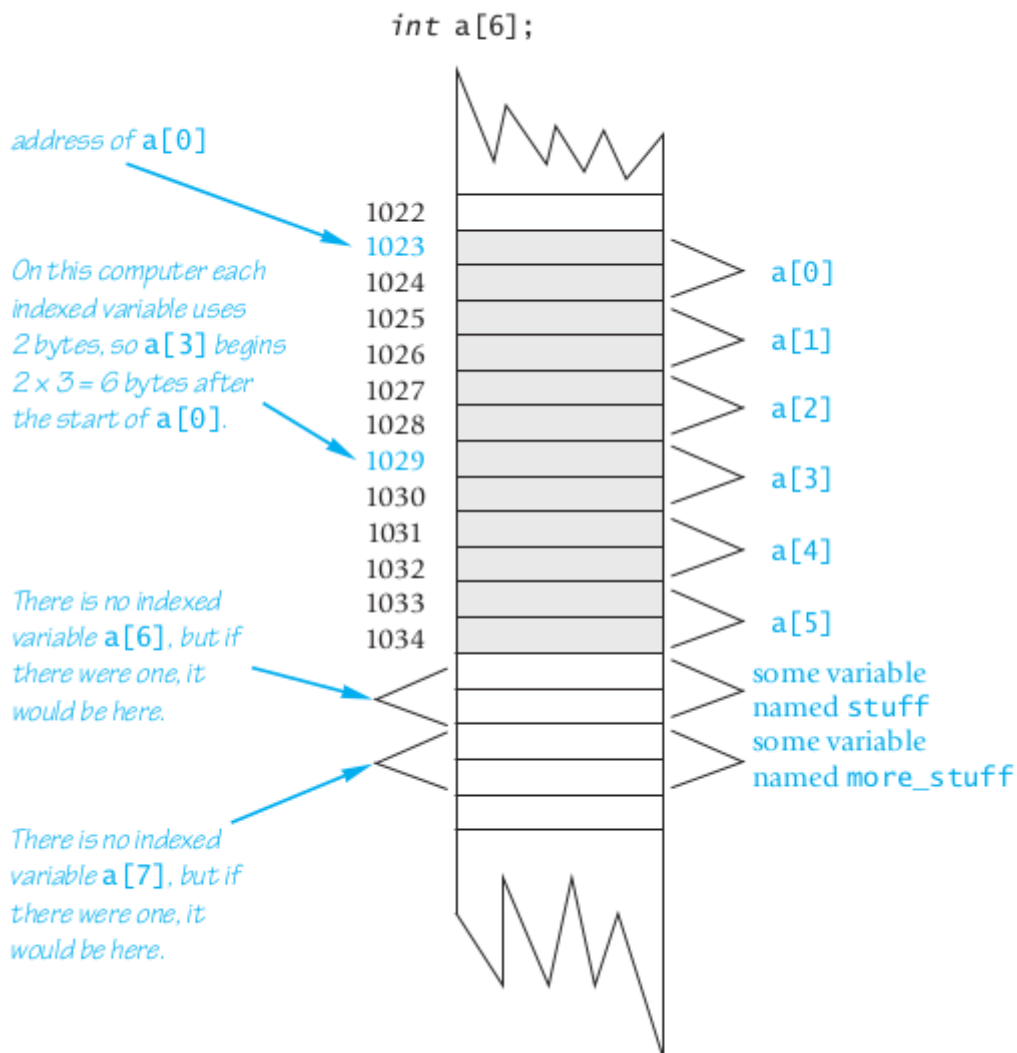 int a[6];
address of a[0]
1022
1023
1024
1025
1026
1027
1028
1029
1030
1031
1032
1033
1034
On this computer each
indexed variable uses
2 bytes, so a[3] begins
2 x 3 = 6 bytes after
the start of a[0].
There is no indexed
variable a[6], but if
there were one, it
would be here.
There is no indexed
variable a[7], but if
there were one, it
would be here.
a[0]
a[1]
a[2]
a[3]
a[4]
a[5]
some variable
named stuff
some variable
named more_stuff